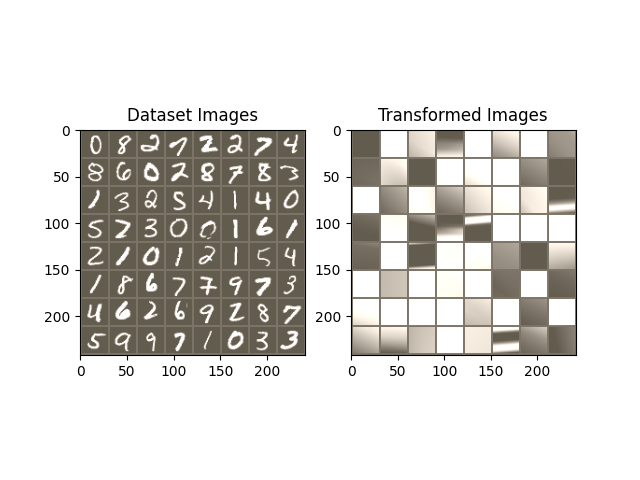 Dataset Images
Transformed Images
0 8 2 7 2 2 7 4
8 6 0 2 8 7 8 3
1 3 2 5 4 1 4 0
5 2 3 0 0 1 6 1
2 1 0 1 2 1 5 4
1 8 6 7 7 9 7 3
4 6 2 6 9 2 8 7
5 9 9 7 1 0 3 3
0
50
100
150
200
0 50 100 150 200
0
50
100
150
200
0 50 100 150 200